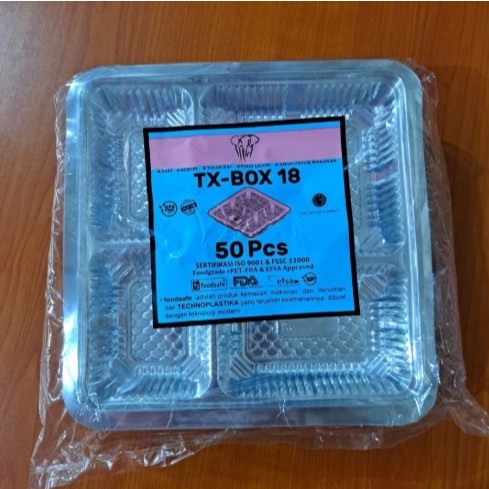 TX-BOX 18
50 Pcs
SERTIFIKASI ISO 9001 & FSSC 22000
Foodgrade rPET-FDA & EFSA Approved
foodsafe FDA efsa
• foodsafe adalah produk kemasan makanan dan minuman
dari TECHNOPLASTIKA yang terjamin keamanannya dibuat
dengan teknologi modern